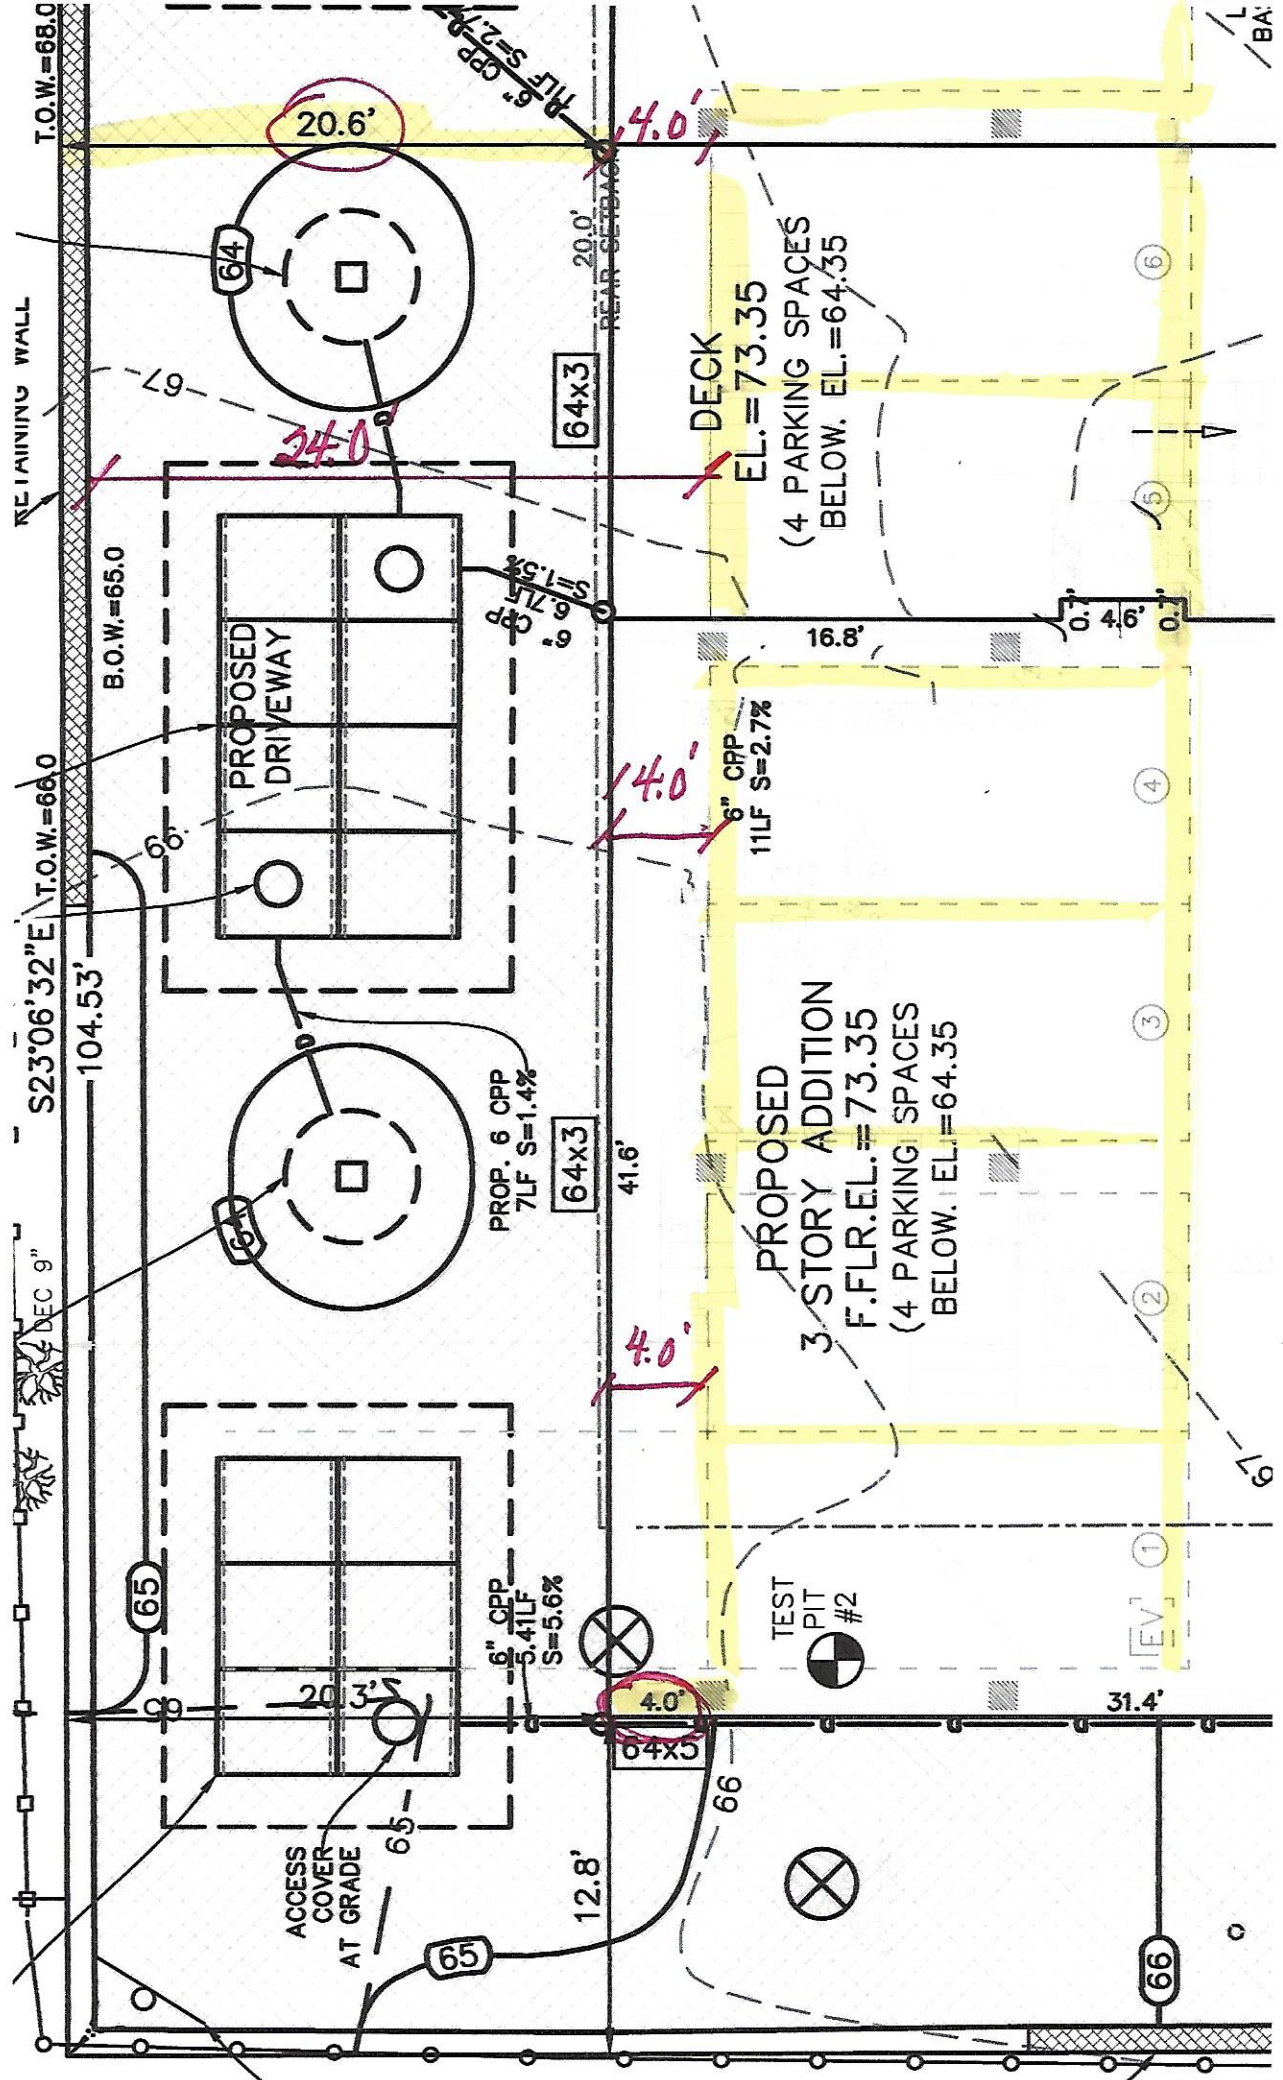 T.O.W.=68.0
20.6'
4.0'
6" CPP
11LF S=2.7%
64
20.0'
REAR SETBACK
RETAINING WALL
67
24.0
64x3
DECK
EL.=73.35
(4 PARKING SPACES
BELOW. EL.=64.35
6
5
B.O.W.=65.0
PROPOSED
DRIVEWAY
6" CPP
6.7LF
S=1.5%
16.8'
0.7'
4.6'
0.7'
T.O.W.=66.0
66
4.0'
6" CPP
11LF S=2.7%
4
S23°06'32"E
104.53'
3
PROP. 6 CPP
7LF S=1.4%
64x3
41.6'
PROPOSED
3 STORY ADDITION
F.FLR.EL.=73.35
(4 PARKING SPACES
BELOW. EL.=64.35
DEC 9"
64
2
4.0'
67
65
6" CPP
5.41LF
S=5.6%
TEST
PIT
#2
1
EV
66
20.3'
4.0'
31.4'
64x5
66
65
ACCESS
COVER
AT GRADE
12.8'
65
66